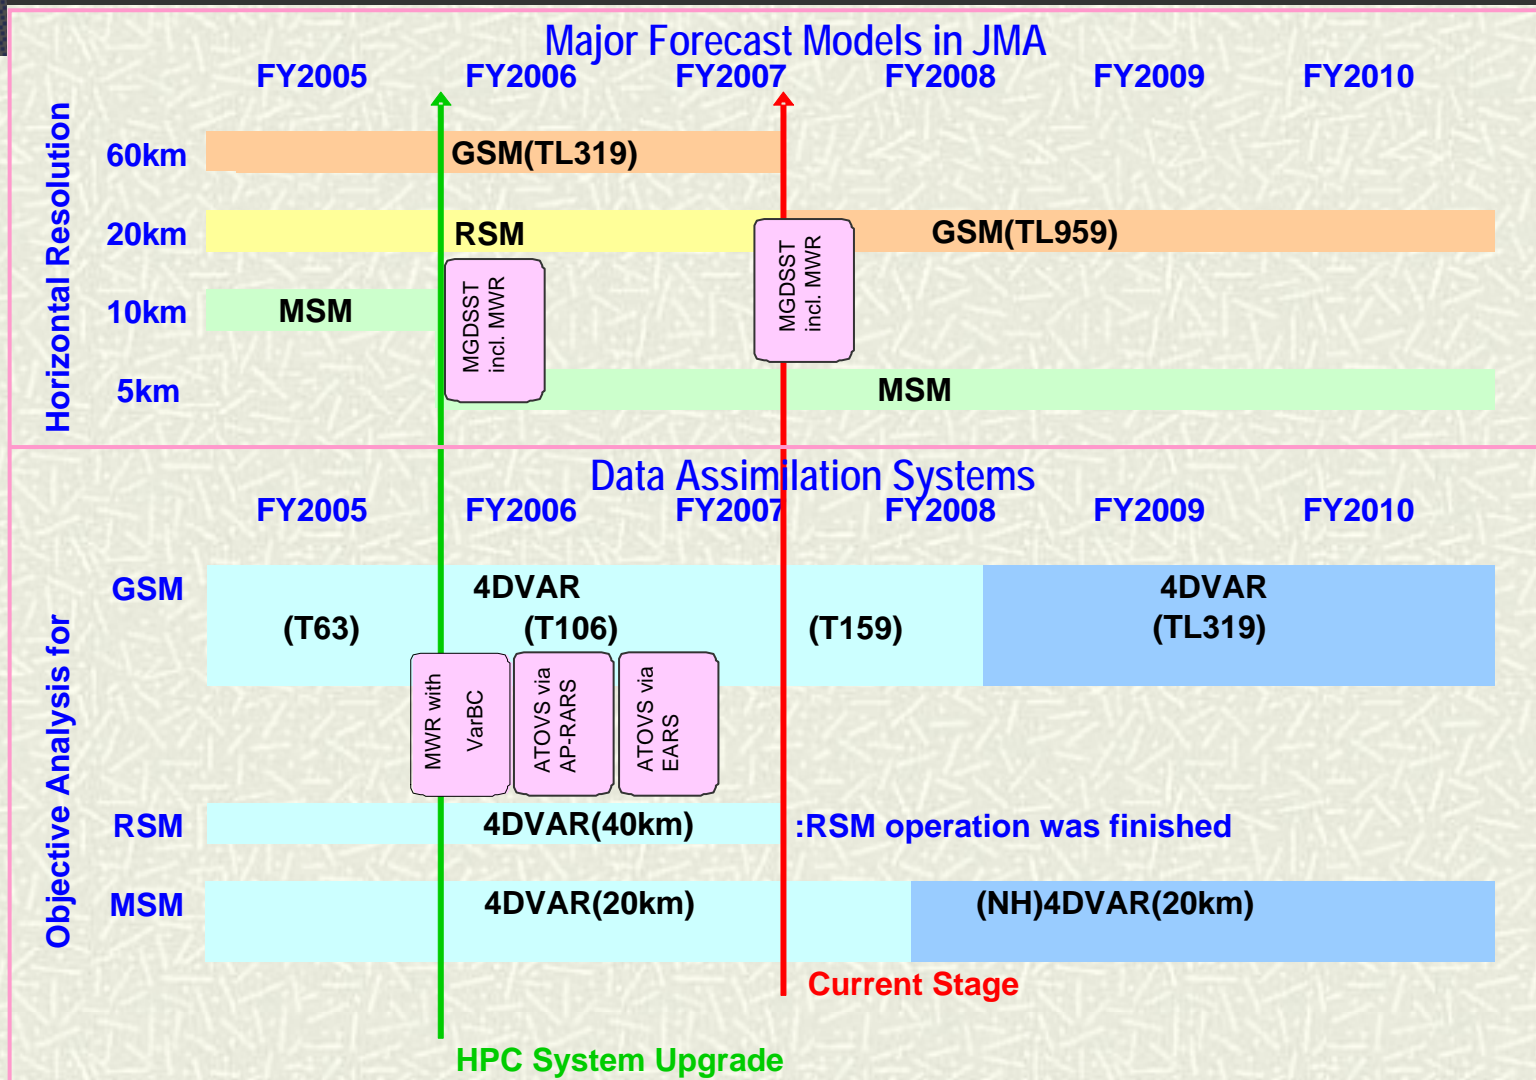 Major Forecast Models in JMA
FY2005 FY2006 FY2007 FY2008 FY2009 FY2010
Horizontal Resolution
60km GSM(TL319)
20km RSM GSM(TL959)
10km MSM
5km MSM
MGDSST
incl. MWR
MGDSST
incl. MWR
Data Assimilation Systems
FY2005 FY2006 FY2007 FY2008 FY2009 FY2010
Objective Analysis for
GSM 4DVAR 4DVAR
(T63) (T106) (T159) (TL319)
MWR with
VarBC
ATOVS via
AP-RARS
ATOVS via
EARS
RSM 4DVAR(40km) :RSM operation was finished
MSM 4DVAR(20km) (NH)4DVAR(20km)
Current Stage
HPC System Upgrade